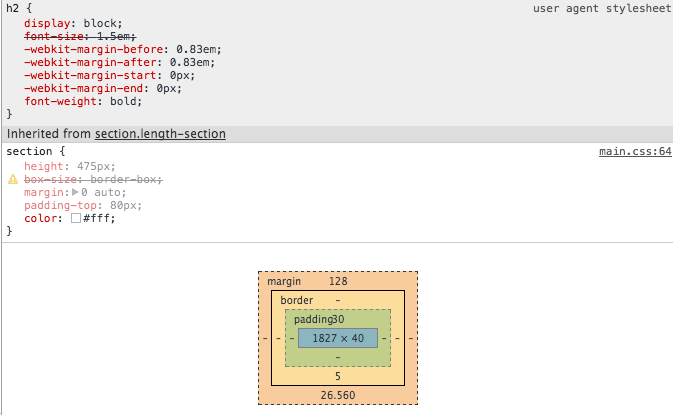 h2 {
user agent stylesheet
display: block;
font-size: 1.5em;
-webkit-margin-before: 0.83em;
-webkit-margin-after: 0.83em;
-webkit-margin-start: 0px;
-webkit-margin-end: 0px;
font-weight: bold;
}
Inherited from section.length-section
section {
main.css:64
height: 475px;
box-size: border-box;
margin:▶0 auto;
padding-top: 80px;
color: #fff;
}
margin 128
border -
padding30
- - - 1827 × 40 - - -
-
5
26.560